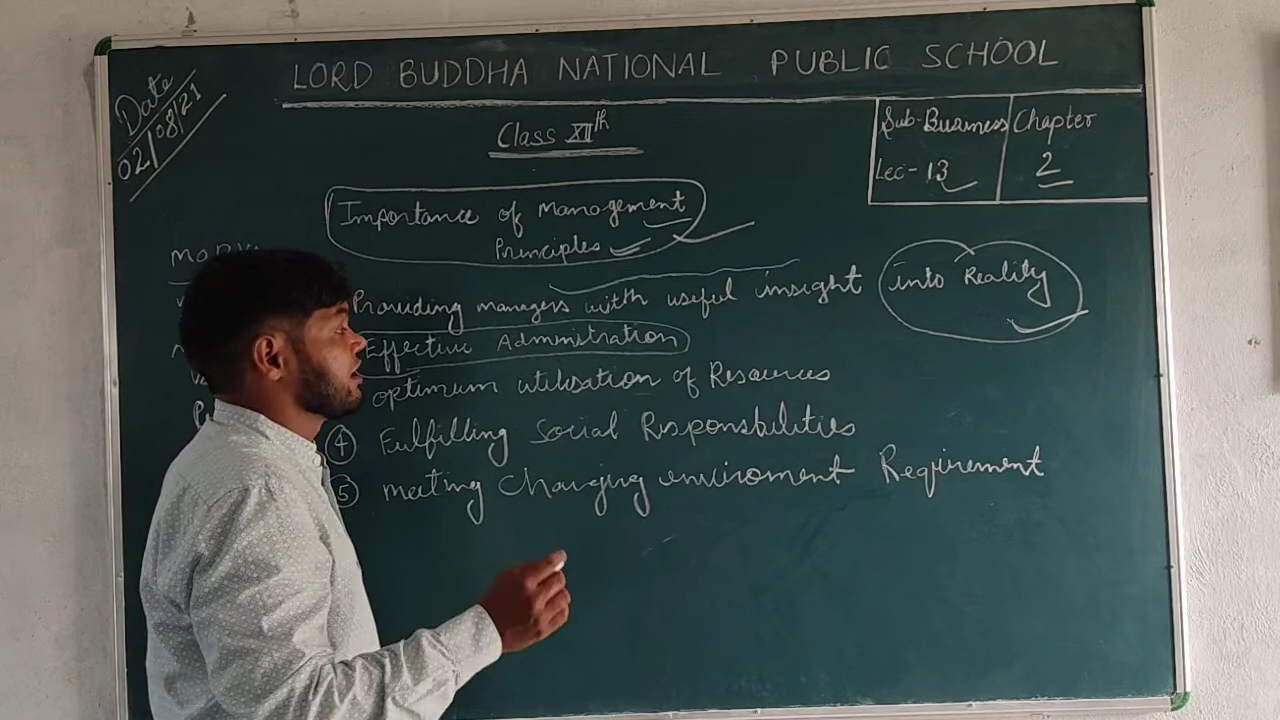 LORD BUDDHA NATIONAL PUBLIC SCHOOL
Date
02/08/21
Class XIIth
Sub-Business
Lec-13
Chapter
2
Importance of Management
Principles
Providing managers with useful insight into Reality
Effective Administration
optimum utilisation of Resources
④ Fulfilling Social Responsbilities
⑤ meeting Changing enviroment Requirement